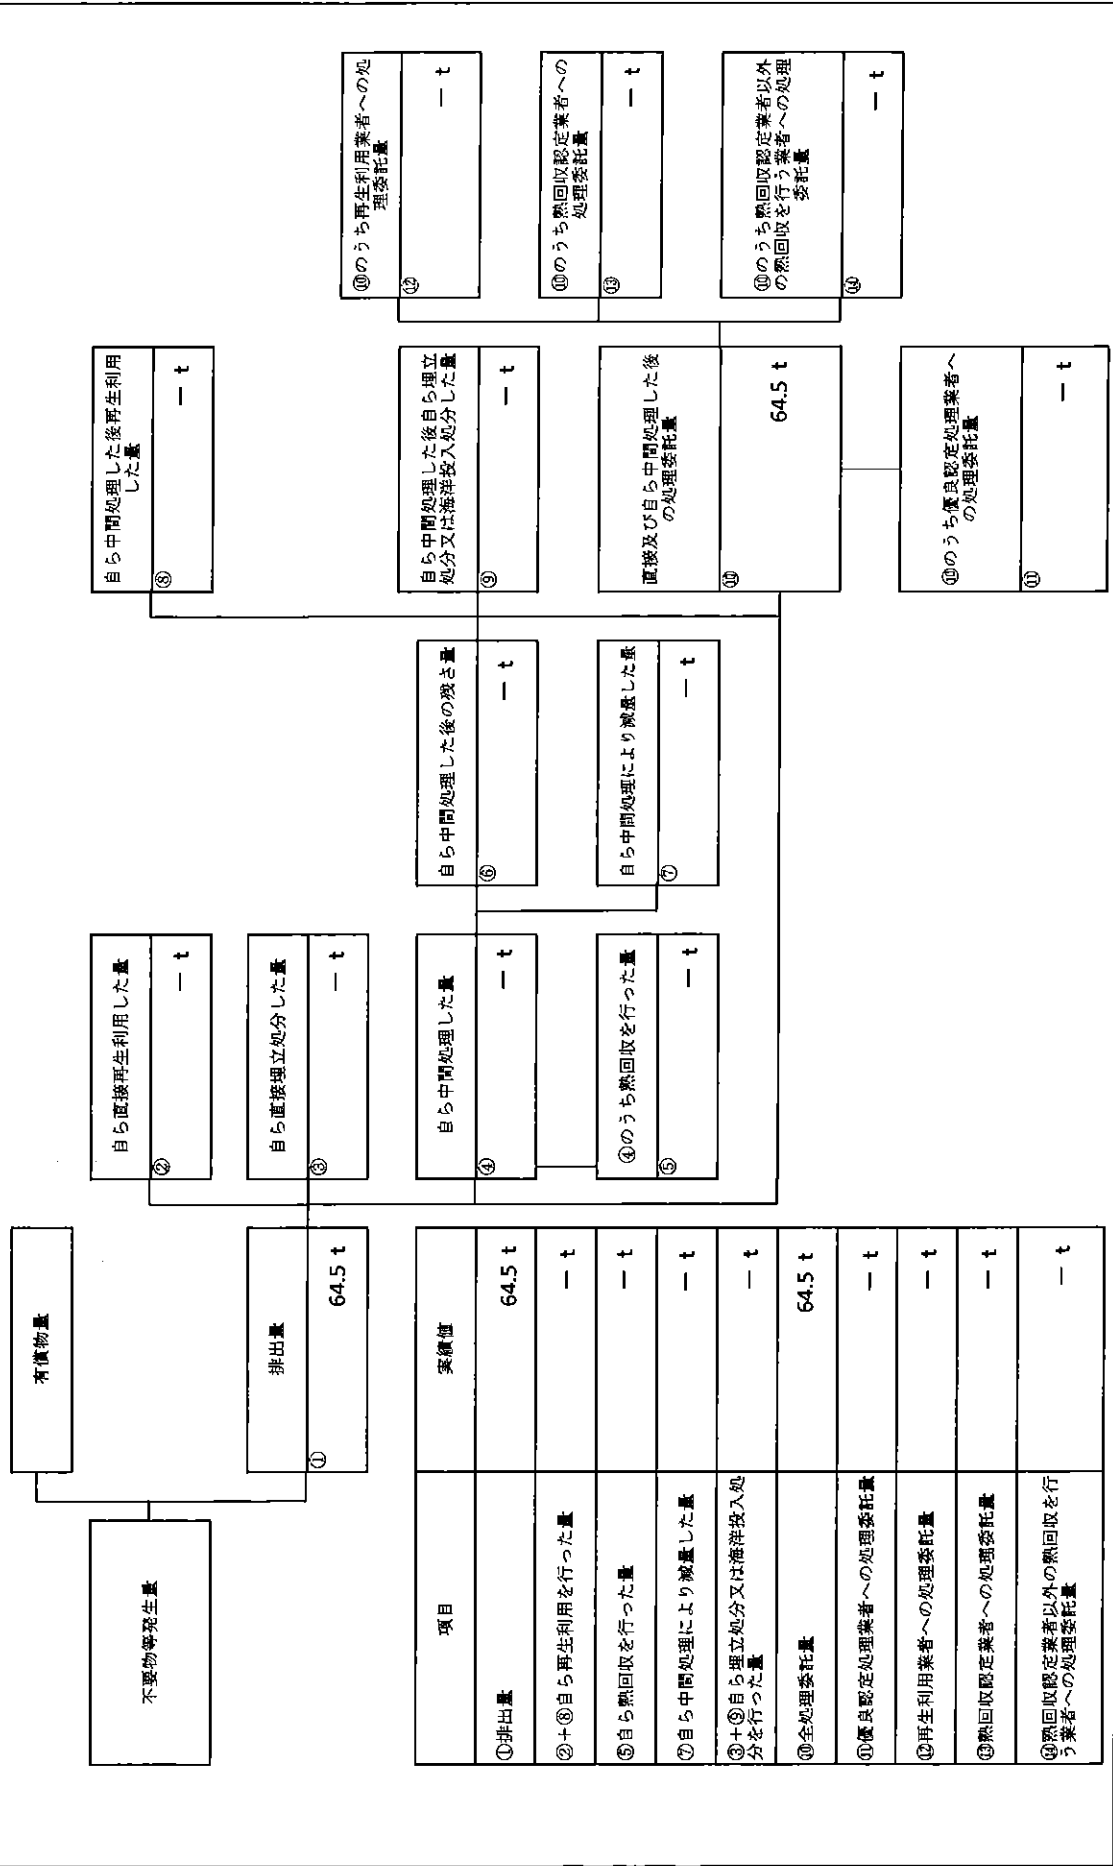 不要物等発生量
有償物量
排出量
①
64.5 t
自ら直接再生利用した量
②
— t
自ら直接埋立処分した量
③
— t
自ら中間処理した量
④
— t
④のうち熱回収を行った量
⑤
— t
自ら中間処理した後の残さ量
⑥
— t
自ら中間処理により減量した量
⑦
— t
自ら中間処理した後再生利用
した量
⑧
— t
自ら中間処理した後自ら埋立
処分又は海洋投入処分した量
⑨
— t
直接及び自ら中間処理した後
の処理委託量
⑩
64.5 t
⑩のうち優良認定処理業者へ
の処理委託量
⑪
— t
⑩のうち再生利用業者への処
理委託量
⑫
— t
⑩のうち熱回収認定業者への
処理委託量
⑬
— t
⑩のうち熱回収認定業者以外
の熱回収を行う業者への処理
委託量
⑭
— t
項目 実績値
①排出量 64.5 t
②+⑧自ら再生利用を行った量 — t
⑤自ら熱回収を行った量 — t
⑦自ら中間処理により減量した量 — t
③+⑨自ら埋立処分又は海洋投入処
分を行った量 — t
⑩全処理委託量 64.5 t
⑪優良認定処理業者への処理委託量 — t
⑫再生利用業者への処理委託量 — t
⑬熱回収認定業者への処理委託量 — t
⑭熱回収認定業者以外の熱回収を行
う業者への処理委託量 — t